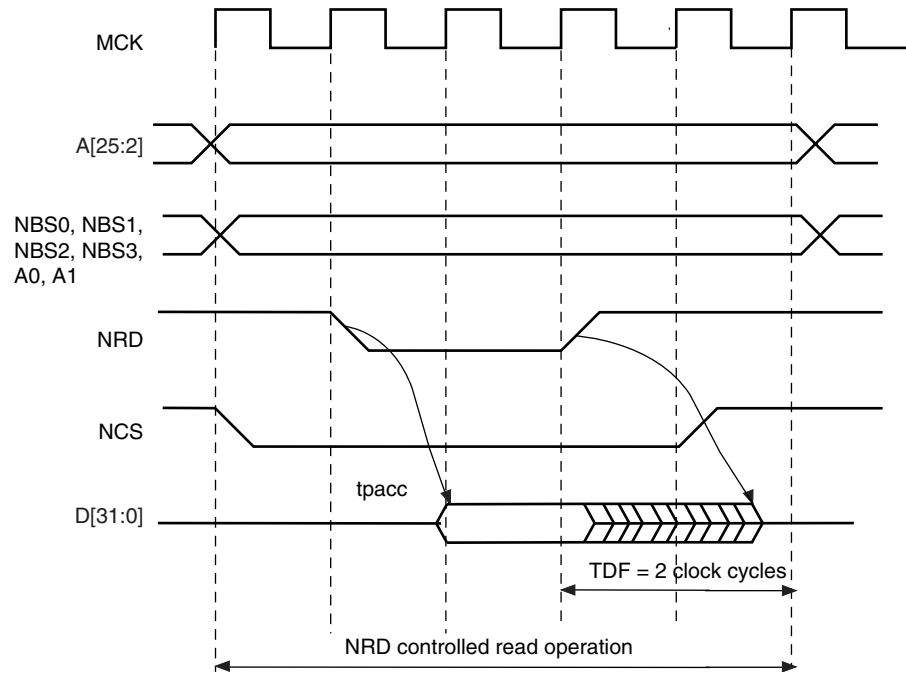 MCK
A[25:2]
NBS0, NBS1,
NBS2, NBS3,
A0, A1
NRD
NCS
tpacc
D[31:0]
TDF = 2 clock cycles
NRD controlled read operation